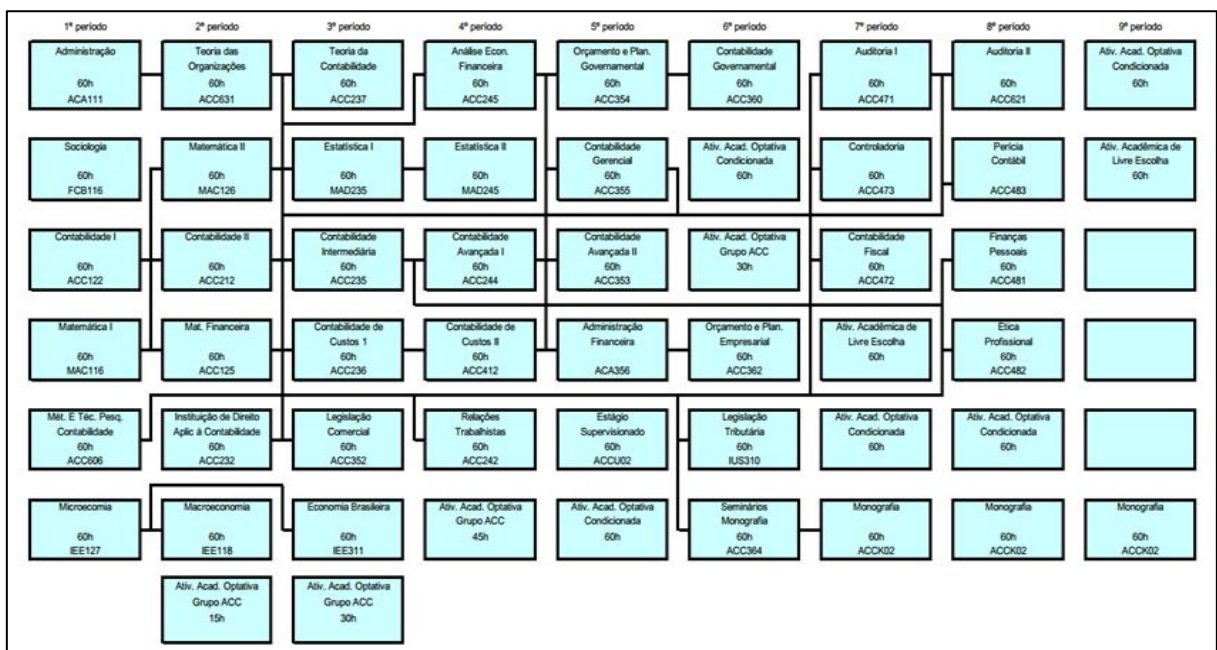 1º período
2º período
3º período
4º período
5º período
6º período
7º período
8º período
9º período
Administração
60h
ACA111
Teoria das
Organizações
60h
ACC631
Teoria da
Contabilidade
60h
ACC237
Análise Econ.
Financeira
60h
ACC245
Orçamento e Plan.
Governamental
60h
ACC354
Contabilidade
Governamental
60h
ACC360
Auditoria I
60h
ACC471
Auditoria II
60h
ACC621
Ativ. Acad. Optativa
Condicionada
60h
Sociologia
60h
FCB116
Matemática II
60h
MAC126
Estatística I
60h
MAD235
Estatística II
60h
MAD245
Contabilidade
Gerencial
60h
ACC355
Ativ. Acad. Optativa
Condicionada
60h
Controladoria
60h
ACC473
Perícia
Contábil
ACC483
Ativ. Acadêmica de
Livre Escolha
60h
Contabilidade I
60h
ACC122
Contabilidade II
60h
ACC212
Contabilidade
Intermediária
60h
ACC235
Contabilidade
Avançada I
60h
ACC244
Contabilidade
Avançada II
60h
ACC353
Ativ. Acad. Optativa
Grupo ACC
30h
Contabilidade
Fiscal
60h
ACC472
Finanças
Pessoais
60h
ACC481
Matemática I
60h
MAC116
Mat. Financeira
60h
ACC125
Contabilidade de
Custos 1
60h
ACC236
Contabilidade de
Custos II
60h
ACC412
Administração
Financeira
ACA356
Orçamento e Plan.
Empresarial
60h
ACC362
Ativ. Acadêmica de
Livre Escolha
60h
Ética
Profissional
60h
ACC482
Mét. E Téc. Pesq.
Contabilidade
60h
ACC606
Instituição de Direito
Aplic à Contabilidade
60h
ACC232
Legislação
Comercial
60h
ACC352
Relações
Trabalhistas
60h
ACC242
Estágio
Supervisionado
60h
ACCU02
Legislação
Tributária
60h
IUS310
Ativ. Acad. Optativa
Condicionada
60h
Ativ. Acad. Optativa
Condicionada
60h
Microecomia
60h
IEE127
Macroeconomia
60h
IEE118
Economia Brasileira
60h
IEE311
Ativ. Acad. Optativa
Grupo ACC
45h
Ativ. Acad. Optativa
Condicionada
60h
Seminários
Monografia
60h
ACC364
Monografia
60h
ACCK02
Monografia
60h
ACCK02
Monografia
60h
ACCK02
Ativ. Acad. Optativa
Grupo ACC
15h
Ativ. Acad. Optativa
Grupo ACC
30h